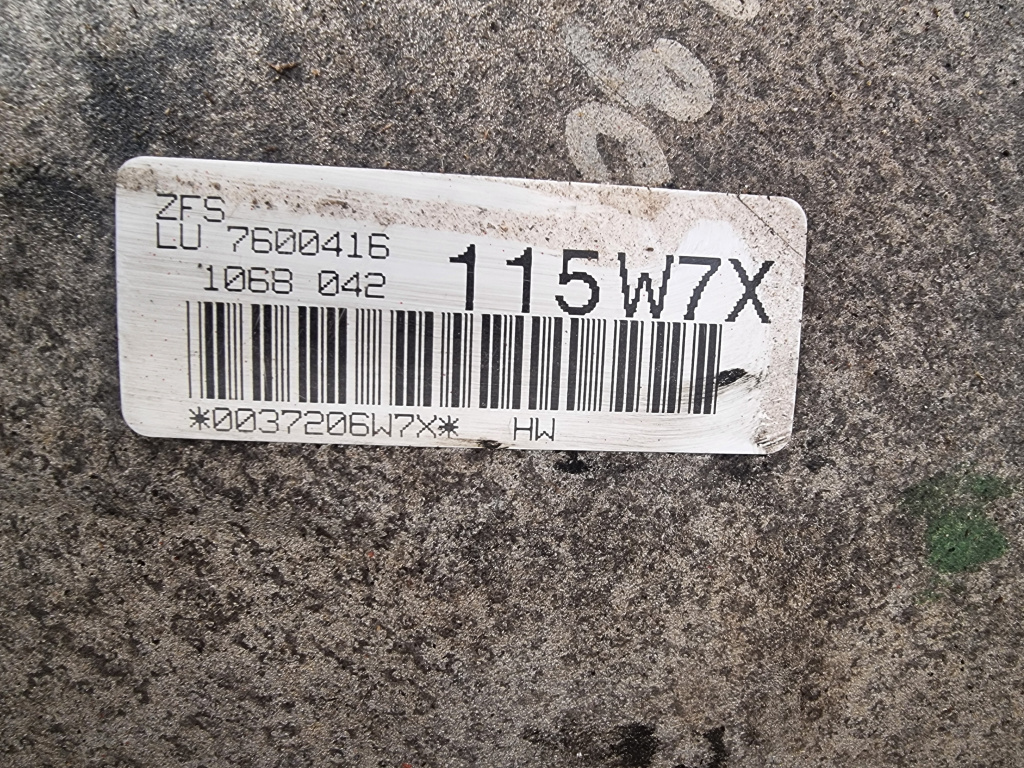 ZFS
LU 7600416
1068 042
115W7X
*0037206W7X* HW